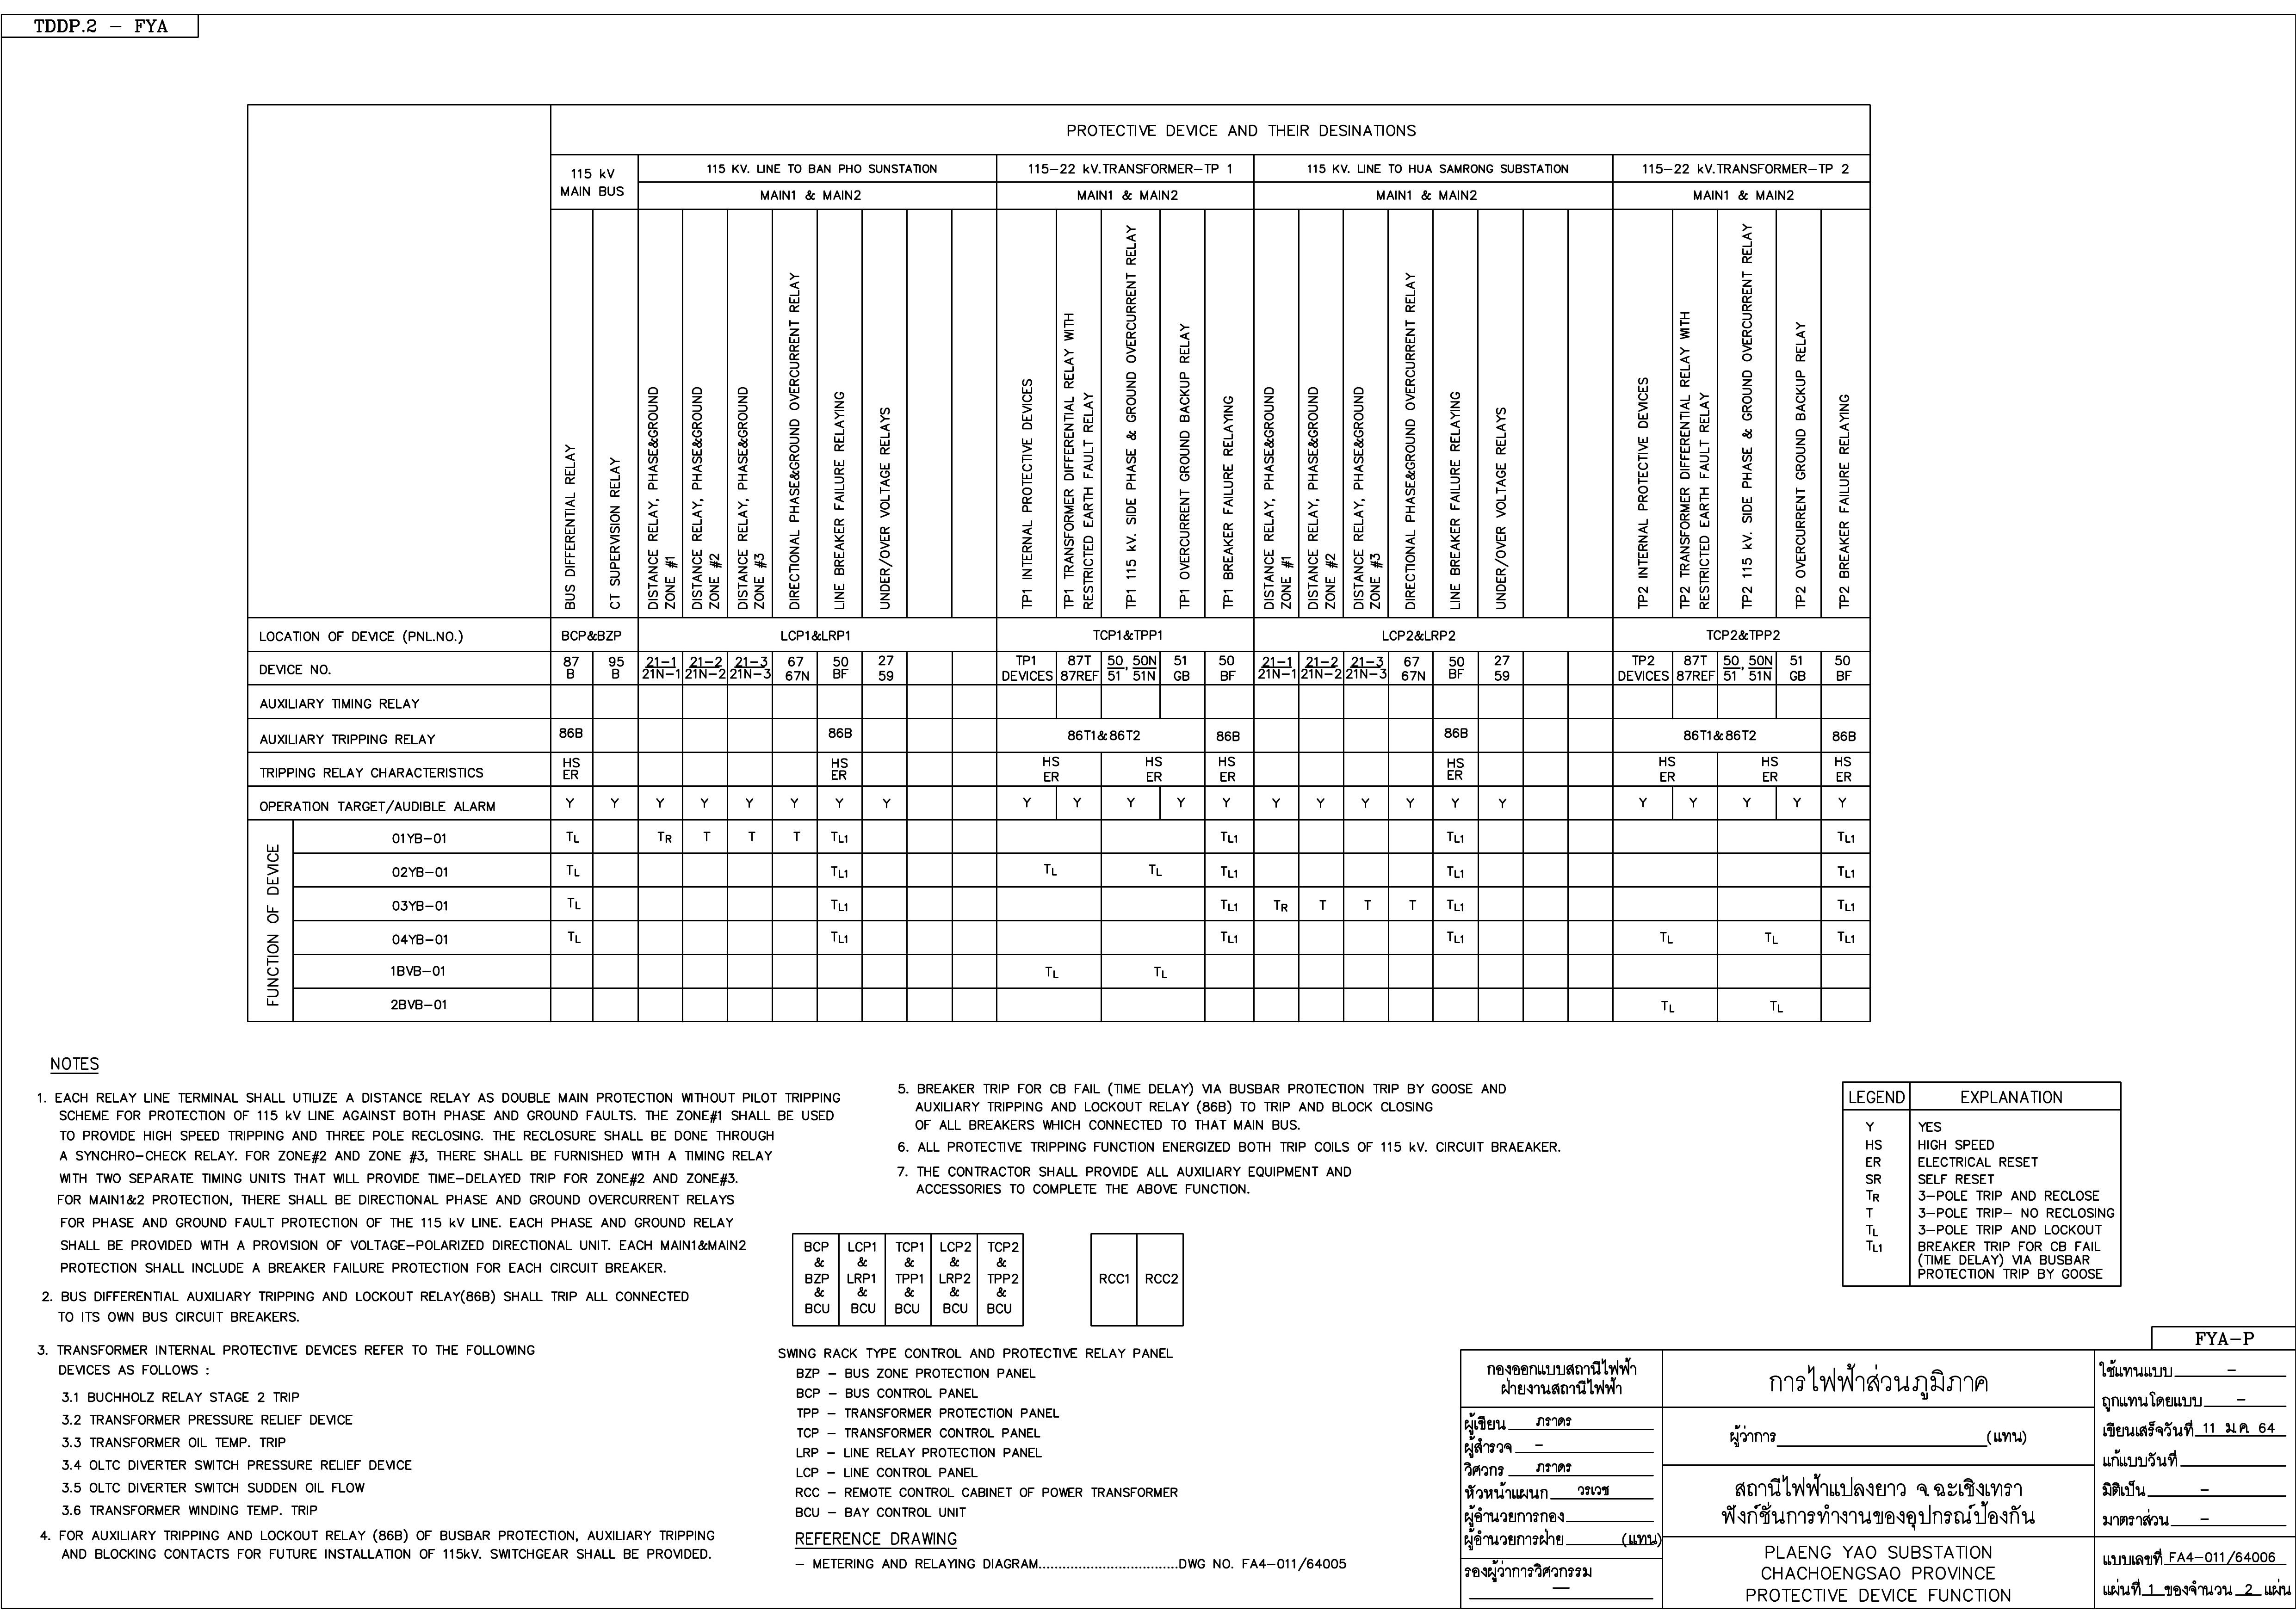 TDDP.2 – FYA
PROTECTIVE DEVICE AND THEIR DESINATIONS
115 kV
MAIN BUS
115 KV. LINE TO BAN PHO SUNSTATION
MAIN1 & MAIN2
115–22 kV.TRANSFORMER–TP 1
MAIN1 & MAIN2
115 KV. LINE TO HUA SAMRONG SUBSTATION
MAIN1 & MAIN2
115–22 kV.TRANSFORMER–TP 2
MAIN1 & MAIN2
BUS DIFFERENTIAL RELAY
CT SUPERVISION RELAY
DISTANCE RELAY, PHASE&GROUND
ZONE #1
DISTANCE RELAY, PHASE&GROUND
ZONE #2
DISTANCE RELAY, PHASE&GROUND
ZONE #3
DIRECTIONAL PHASE&GROUND OVERCURRENT RELAY
LINE BREAKER FAILURE RELAYING
UNDER/OVER VOLTAGE RELAYS
TP1 INTERNAL PROTECTIVE DEVICES
TP1 TRANSFORMER DIFFERENTIAL RELAY WITH
RESTRICTED EARTH FAULT RELAY
TP1 115 kV. SIDE PHASE & GROUND OVERCURRENT RELAY
TP1 OVERCURRENT GROUND BACKUP RELAY
TP1 BREAKER FAILURE RELAYING
DISTANCE RELAY, PHASE&GROUND
ZONE #1
DISTANCE RELAY, PHASE&GROUND
ZONE #2
DISTANCE RELAY, PHASE&GROUND
ZONE #3
DIRECTIONAL PHASE&GROUND OVERCURRENT RELAY
LINE BREAKER FAILURE RELAYING
UNDER/OVER VOLTAGE RELAYS
TP2 INTERNAL PROTECTIVE DEVICES
TP2 TRANSFORMER DIFFERENTIAL RELAY WITH
RESTRICTED EARTH FAULT RELAY
TP2 115 kV. SIDE PHASE & GROUND OVERCURRENT RELAY
TP2 OVERCURRENT GROUND BACKUP RELAY
TP2 BREAKER FAILURE RELAYING
LOCATION OF DEVICE (PNL.NO.) BCP&BZP LCP1&LRP1 TCP1&TPP1 LCP2&LRP2 TCP2&TPP2
DEVICE NO. 87 95 21–1 21–2 21–3 67 50 27 TP1 87T 50, 50N 51 50 21–1 21–2 21–3 67 50 27 TP2 87T 50, 50N 51 50
B B 21N–1 21N–2 21N–3 67N BF 59 DEVICES 87REF 51 51N GB BF 21N–1 21N–2 21N–3 67N BF 59 DEVICES 87REF 51 51N GB BF
AUXILIARY TIMING RELAY
AUXILIARY TRIPPING RELAY 86B 86B 86T1&86T2 86B 86B 86T1&86T2 86B
TRIPPING RELAY CHARACTERISTICS HS HS HS HS HS HS HS HS HS
ER ER ER ER ER ER ER ER ER
OPERATION TARGET/AUDIBLE ALARM Y Y Y Y Y Y Y Y Y Y Y Y Y Y Y Y Y Y Y Y Y Y Y Y
FUNCTION OF DEVICE
01YB–01 TL TR T T T TL1 TL1 TL1 TL1
02YB–01 TL TL1 TL TL TL1 TL1 TL1
03YB–01 TL TL1 TL1 TR T T T TL1 TL1
04YB–01 TL TL1 TL1 TL1 TL TL TL1
1BVB–01 TL TL
2BVB–01 TL TL
NOTES
1. EACH RELAY LINE TERMINAL SHALL UTILIZE A DISTANCE RELAY AS DOUBLE MAIN PROTECTION WITHOUT PILOT TRIPPING
SCHEME FOR PROTECTION OF 115 kV LINE AGAINST BOTH PHASE AND GROUND FAULTS. THE ZONE#1 SHALL BE USED
TO PROVIDE HIGH SPEED TRIPPING AND THREE POLE RECLOSING. THE RECLOSURE SHALL BE DONE THROUGH
A SYNCHRO–CHECK RELAY. FOR ZONE#2 AND ZONE #3, THERE SHALL BE FURNISHED WITH A TIMING RELAY
WITH TWO SEPARATE TIMING UNITS THAT WILL PROVIDE TIME–DELAYED TRIP FOR ZONE#2 AND ZONE#3.
FOR MAIN1&2 PROTECTION, THERE SHALL BE DIRECTIONAL PHASE AND GROUND OVERCURRENT RELAYS
FOR PHASE AND GROUND FAULT PROTECTION OF THE 115 kV LINE. EACH PHASE AND GROUND RELAY
SHALL BE PROVIDED WITH A PROVISION OF VOLTAGE–POLARIZED DIRECTIONAL UNIT. EACH MAIN1&MAIN2
PROTECTION SHALL INCLUDE A BREAKER FAILURE PROTECTION FOR EACH CIRCUIT BREAKER.
2. BUS DIFFERENTIAL AUXILIARY TRIPPING AND LOCKOUT RELAY(86B) SHALL TRIP ALL CONNECTED
TO ITS OWN BUS CIRCUIT BREAKERS.
3. TRANSFORMER INTERNAL PROTECTIVE DEVICES REFER TO THE FOLLOWING
DEVICES AS FOLLOWS :
3.1 BUCHHOLZ RELAY STAGE 2 TRIP
3.2 TRANSFORMER PRESSURE RELIEF DEVICE
3.3 TRANSFORMER OIL TEMP. TRIP
3.4 OLTC DIVERTER SWITCH PRESSURE RELIEF DEVICE
3.5 OLTC DIVERTER SWITCH SUDDEN OIL FLOW
3.6 TRANSFORMER WINDING TEMP. TRIP
4. FOR AUXILIARY TRIPPING AND LOCKOUT RELAY (86B) OF BUSBAR PROTECTION, AUXILIARY TRIPPING
AND BLOCKING CONTACTS FOR FUTURE INSTALLATION OF 115kV. SWITCHGEAR SHALL BE PROVIDED.
5. BREAKER TRIP FOR CB FAIL (TIME DELAY) VIA BUSBAR PROTECTION TRIP BY GOOSE AND
AUXILIARY TRIPPING AND LOCKOUT RELAY (86B) TO TRIP AND BLOCK CLOSING
OF ALL BREAKERS WHICH CONNECTED TO THAT MAIN BUS.
6. ALL PROTECTIVE TRIPPING FUNCTION ENERGIZED BOTH TRIP COILS OF 115 kV. CIRCUIT BRAEAKER.
7. THE CONTRACTOR SHALL PROVIDE ALL AUXILIARY EQUIPMENT AND
ACCESSORIES TO COMPLETE THE ABOVE FUNCTION.
BCP LCP1 TCP1 LCP2 TCP2
& & & & &
BZP LRP1 TPP1 LRP2 TPP2 RCC1 RCC2
& & & & &
BCU BCU BCU BCU BCU
SWING RACK TYPE CONTROL AND PROTECTIVE RELAY PANEL
BZP – BUS ZONE PROTECTION PANEL
BCP – BUS CONTROL PANEL
TPP – TRANSFORMER PROTECTION PANEL
TCP – TRANSFORMER CONTROL PANEL
LRP – LINE RELAY PROTECTION PANEL
LCP – LINE CONTROL PANEL
RCC – REMOTE CONTROL CABINET OF POWER TRANSFORMER
BCU – BAY CONTROL UNIT
REFERENCE DRAWING
– METERING AND RELAYING DIAGRAM...................................DWG NO. FA4–011/64005
LEGEND EXPLANATION
Y YES
HS HIGH SPEED
ER ELECTRICAL RESET
SR SELF RESET
TR 3–POLE TRIP AND RECLOSE
T 3–POLE TRIP– NO RECLOSING
TL 3–POLE TRIP AND LOCKOUT
TL1 BREAKER TRIP FOR CB FAIL
(TIME DELAY) VIA BUSBAR
PROTECTION TRIP BY GOOSE
FYA–P
กองออกแบบสถานีไฟฟ้า
ฝ่ายงานสถานีไฟฟ้า
ผู้เขียน ภราดร
ผู้สำรวจ –
วิศวกร ภราดร
หัวหน้าแผนก วรเวช
ผู้อำนวยการกอง
ผู้อำนวยการฝ่าย (แทน)
รองผู้ว่าการวิศวกรรม
—
การไฟฟ้าส่วนภูมิภาค
ผู้ว่าการ (แทน)
สถานีไฟฟ้าแปลงยาว จ.ฉะเชิงเทรา
ฟังก์ชั่นการทำงานของอุปกรณ์ป้องกัน
PLAENG YAO SUBSTATION
CHACHOENGSAO PROVINCE
PROTECTIVE DEVICE FUNCTION
ใช้แทนแบบ –
ถูกแทนโดยแบบ –
เขียนเสร็จวันที่ 11 ม.ค. 64
แก้แบบวันที่
มิติเป็น –
มาตราส่วน –
แบบเลขที่ FA4–011/64006
แผ่นที่ 1 ของจำนวน 2 แผ่น